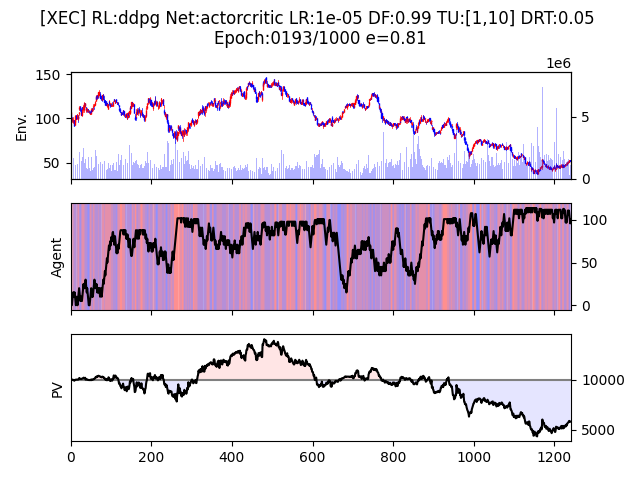 [XEC] RL:ddpg Net:actorcritic LR:1e-05 DF:0.99 TU:[1,10] DRT:0.05
Epoch:0193/1000 e=0.81
1e6
150
100
50
Env.
5
0
Agent
100
50
0
PV
10000
5000
0
200
400
600
800
1000
1200